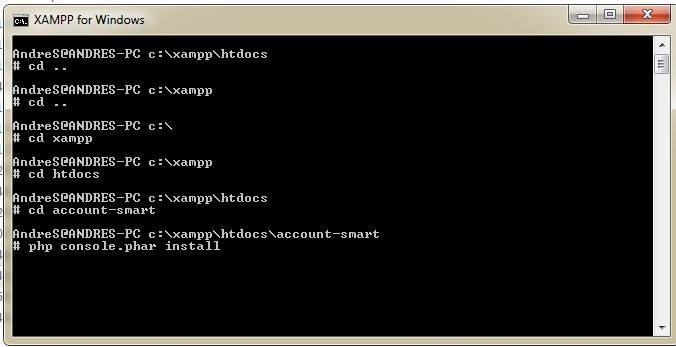 XAMPP for Windows
AndreS@ANDRES-PC c:\xampp\htdocs
# cd ..
AndreS@ANDRES-PC c:\xampp
# cd ..
AndreS@ANDRES-PC c:\
# cd xampp
AndreS@ANDRES-PC c:\xampp
# cd htdocs
AndreS@ANDRES-PC c:\xampp\htdocs
# cd account-smart
AndreS@ANDRES-PC c:\xampp\htdocs\account-smart
# php console.phar install